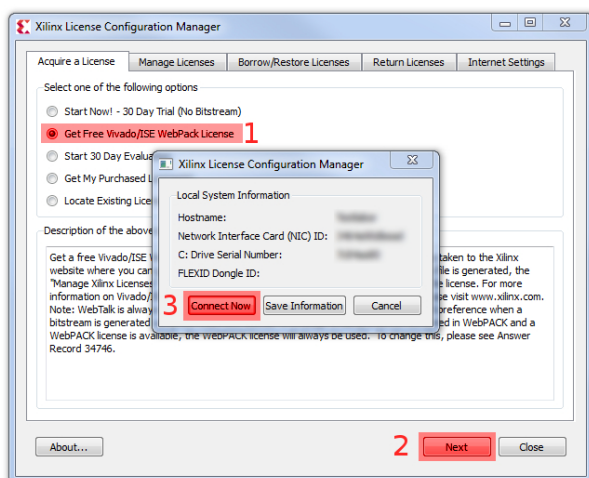 Xilinx License Configuration Manager
Acquire a License Manage Licenses Borrow/Restore Licenses Return Licenses Internet Settings
Select one of the following options
Start Now! - 30 Day Trial (No Bitstream)
Get Free Vivado/ISE WebPack License 1
Start 30 Day
Get My Purchased
Locate Existing
Xilinx License Configuration Manager
Local System Information
Hostname:
Network Interface Card (NIC) ID:
C: Drive Serial Number:
FLEXID Dongle ID:
3 Connect Now Save Information Cancel
Description of the above
Get a free Vivado/ISE taken to the Xilinx
website where you can file is generated, the
"Manage Xilinx Licenses license. For more
information on visit www.xilinx.com.
Note: WebTalk is when a
bitstream is generated in WebPACK and a
WebPACK license is available, the WebPACK license will always be used. To change this, please see Answer
Record 34746.
About... 2 Next Close